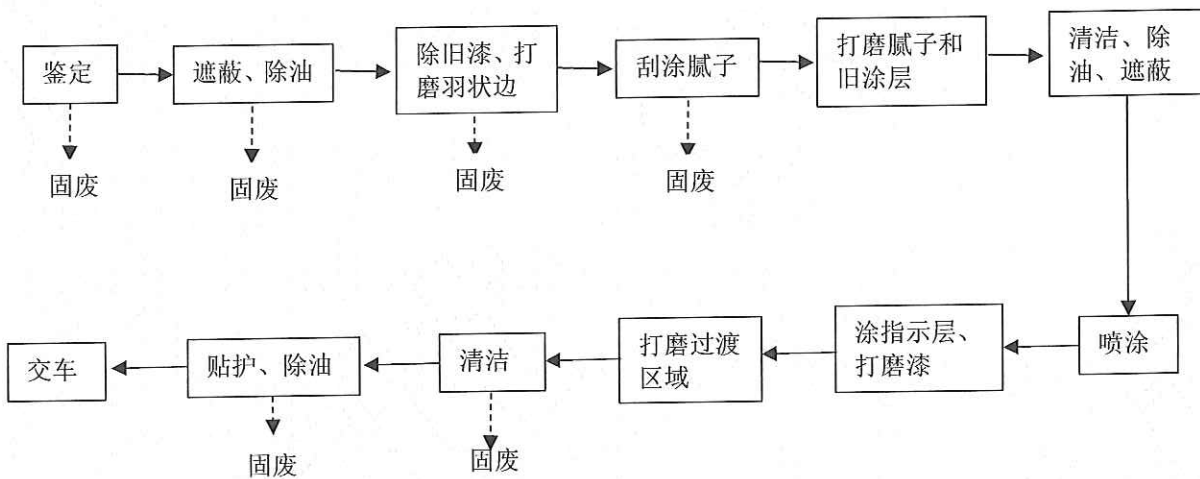 鉴定
遮蔽、除油
除旧漆、打
磨羽状边
刮涂腻子
打磨腻子和
旧涂层
清洁、除
油、遮蔽
固废
固废
固废
固废
交车
贴护、除油
清洁
打磨过渡
区域
涂指示层、
打磨漆
喷涂
固废
固废